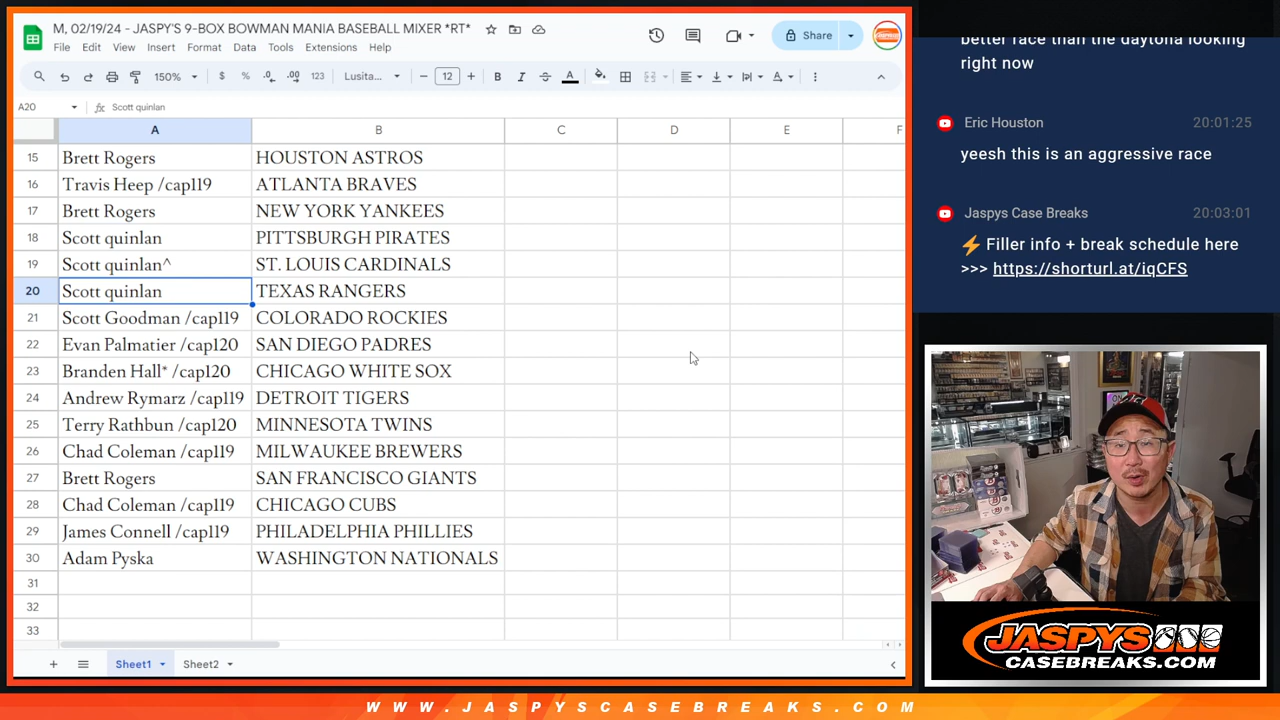 M, 02/19/24 - JASPY'S 9-BOX BOWMAN MANIA BASEBALL MIXER *RT*
File Edit View Insert Format Data Tools Extensions Help
Share
150% $ % .0 .00 123 Lusita... 12 B I A
A20 fx Scott quinlan
A B C D E F
15 Brett Rogers HOUSTON ASTROS
16 Travis Heep /cap119 ATLANTA BRAVES
17 Brett Rogers NEW YORK YANKEES
18 Scott quinlan PITTSBURGH PIRATES
19 Scott quinlan^ ST. LOUIS CARDINALS
20 Scott quinlan TEXAS RANGERS
21 Scott Goodman /cap119 COLORADO ROCKIES
22 Evan Palmatier /cap120 SAN DIEGO PADRES
23 Branden Hall* /cap120 CHICAGO WHITE SOX
24 Andrew Rymarz /cap119 DETROIT TIGERS
25 Terry Rathbun /cap120 MINNESOTA TWINS
26 Chad Coleman /cap119 MILWAUKEE BREWERS
27 Brett Rogers SAN FRANCISCO GIANTS
28 Chad Coleman /cap119 CHICAGO CUBS
29 James Connell /cap119 PHILADELPHIA PHILLIES
30 Adam Pyska WASHINGTON NATIONALS
31
32
33
Sheet1 Sheet2
better race than the daytona looking
right now
Eric Houston 20:01:25
yeesh this is an aggressive race
Jaspys Case Breaks 20:03:01
⚡ Filler info + break schedule here
>>> https://shorturl.at/iqCFS
JASPYS
CASEBREAKS.COM
WWW.JASPYSCASEBREAKS.COM